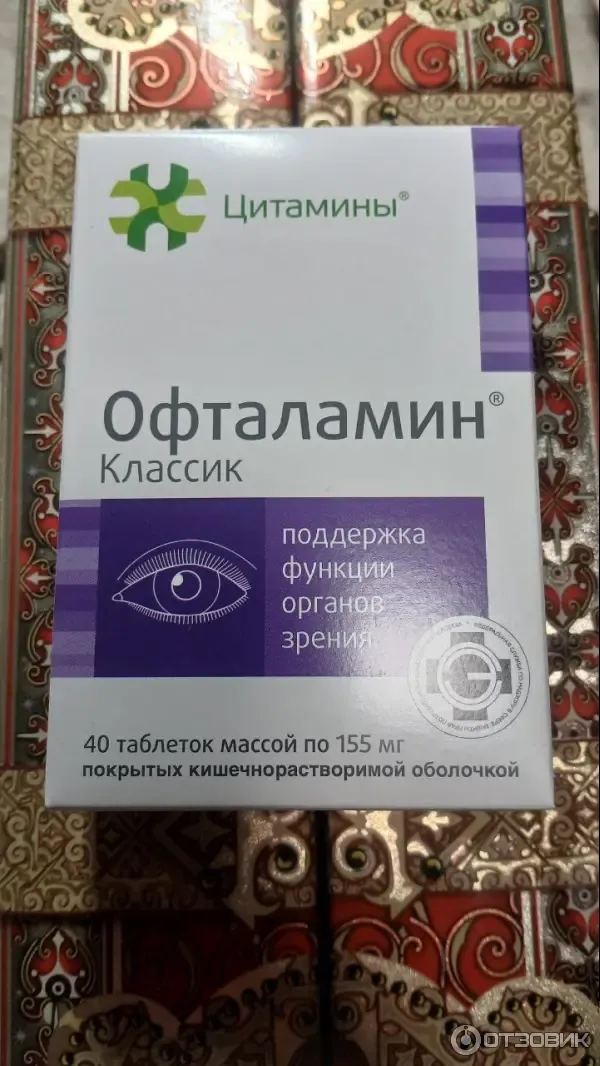 Цитамины®
Офталамин®
Классик
поддержка
функции
органов
зрения
40 таблеток массой по 155 мг
покрытых кишечнорастворимой оболочкой
ОТЗОВИК